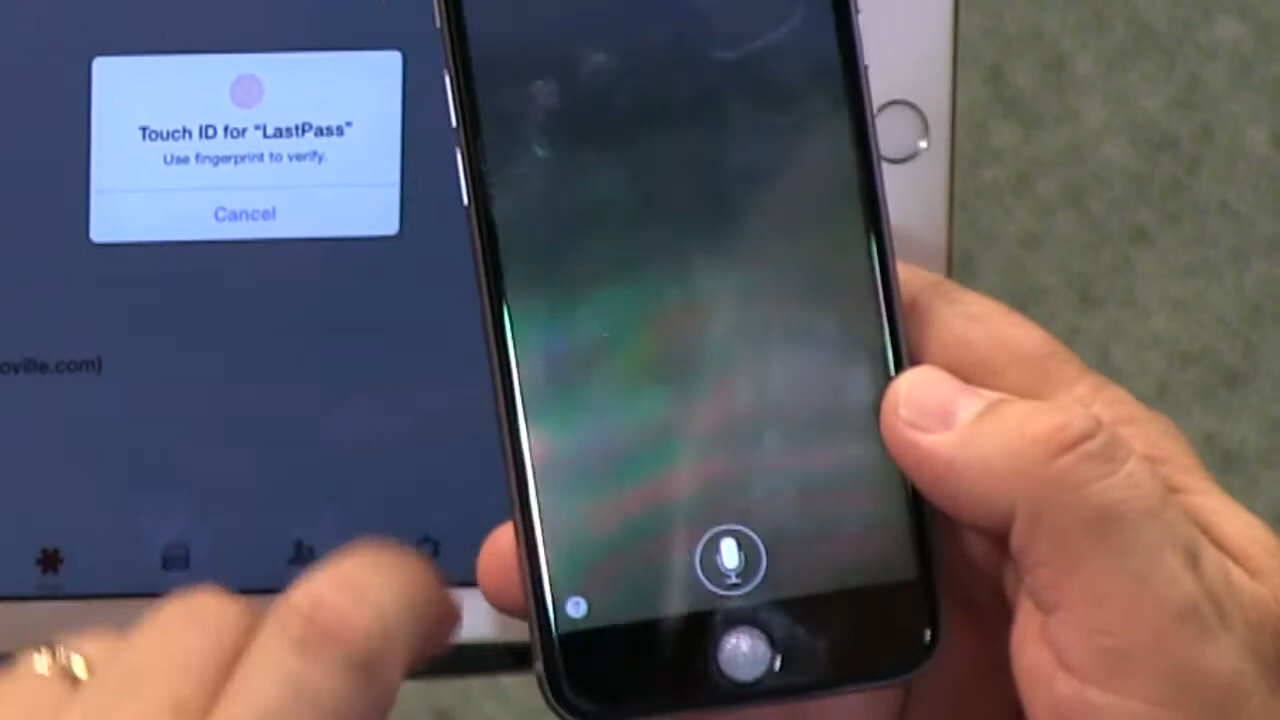 Touch ID for “LastPass”
Use fingerprint to verify.
Cancel
oville.com)